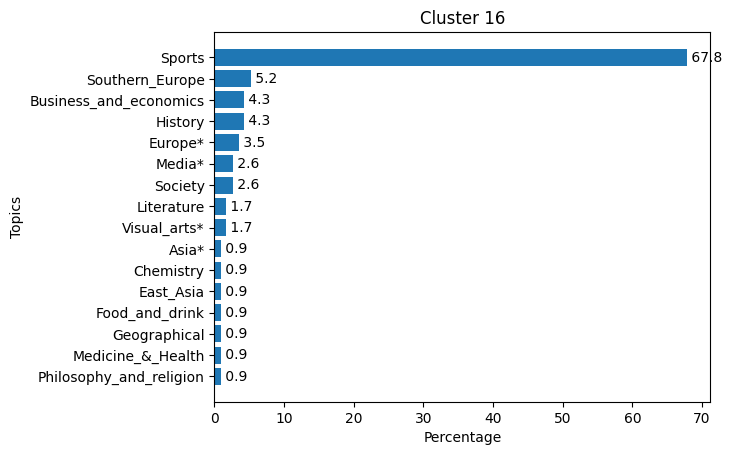 Cluster 16
Topics
Sports 67.8
Southern_Europe 5.2
Business_and_economics 4.3
History 4.3
Europe* 3.5
Media* 2.6
Society 2.6
Literature 1.7
Visual_arts* 1.7
Asia* 0.9
Chemistry 0.9
East_Asia 0.9
Food_and_drink 0.9
Geographical 0.9
Medicine_&_Health 0.9
Philosophy_and_religion 0.9
0 10 20 30 40 50 60 70
Percentage